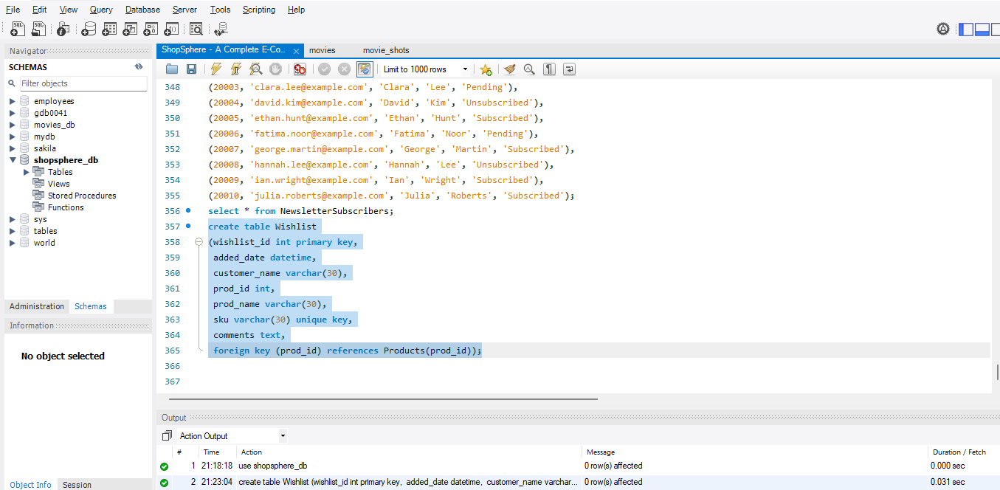 File Edit View Query Database Server Tools Scripting Help
Navigator
SCHEMAS
Filter objects
employees
gdb0041
movies_db
mydb
sakila
shopsphere_db
Tables
Views
Stored Procedures
Functions
sys
tables
world
Administration Schemas
Information
No object selected
Object Info Session
ShopSphere - A Complete E-Co... movies movie_shots
Limit to 1000 rows
348 (20003, 'clara.lee@example.com', 'Clara', 'Lee', 'Pending'),
349 (20004, 'david.kim@example.com', 'David', 'Kim', 'Unsubscribed'),
350 (20005, 'ethan.hunt@example.com', 'Ethan', 'Hunt', 'Subscribed'),
351 (20006, 'fatima.noor@example.com', 'Fatima', 'Noor', 'Pending'),
352 (20007, 'george.martin@example.com', 'George', 'Martin', 'Subscribed'),
353 (20008, 'hannah.lee@example.com', 'Hannah', 'Lee', 'Unsubscribed'),
354 (20009, 'ian.wright@example.com', 'Ian', 'Wright', 'Subscribed'),
355 (20010, 'julia.roberts@example.com', 'Julia', 'Roberts', 'Subscribed');
356 select * from NewsletterSubscribers;
357 create table Wishlist
358 (wishlist_id int primary key,
359 added_date datetime,
360 customer_name varchar(30),
361 prod_id int,
362 prod_name varchar(30),
363 sku varchar(30) unique key,
364 comments text,
365 foreign key (prod_id) references Products(prod_id));
366
367
Output
Action Output
# Time Action Message Duration / Fetch
1 21:18:18 use shopsphere_db 0 row(s) affected 0.000 sec
2 21:23:04 create table Wishlist (wishlist_id int primary key, added_date datetime, customer_name varchar... 0 row(s) affected 0.031 sec